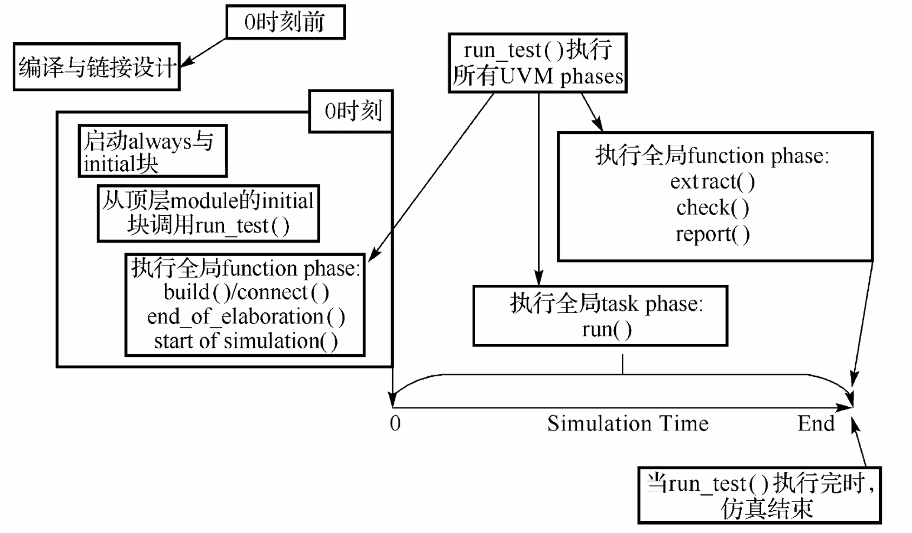 0时刻前
编译与链接设计
run_test()执行
所有UVM phases
0时刻
启动always与
initial块
从顶层module的initial
块调用run_test()
执行全局function phase:
build()/connect()
end_of_elaboration()
start of simulation()
执行全局function phase:
extract()
check()
report()
执行全局task phase:
run()
0
Simulation Time
End
当run_test()执行完时,
仿真结束